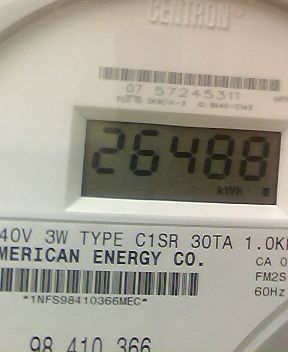 CENTRON®
07 57245311
26488
kWh
40V 3W TYPE C1SR 30TA 1.0K
MERICAN ENERGY CO.
CA 0
FM2S
60Hz
*1NFS98410366MEC*
98 410 366